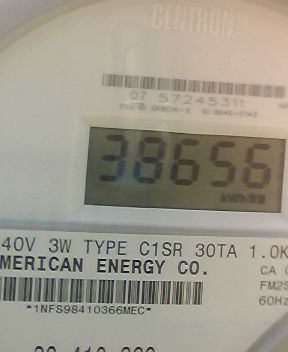 CENTRON
07 57245311
38656
kWh
40V 3W TYPE C1SR 30TA 1.0K
MERICAN ENERGY CO.
CA
FM2S
60Hz
*1NFS98410366MEC*